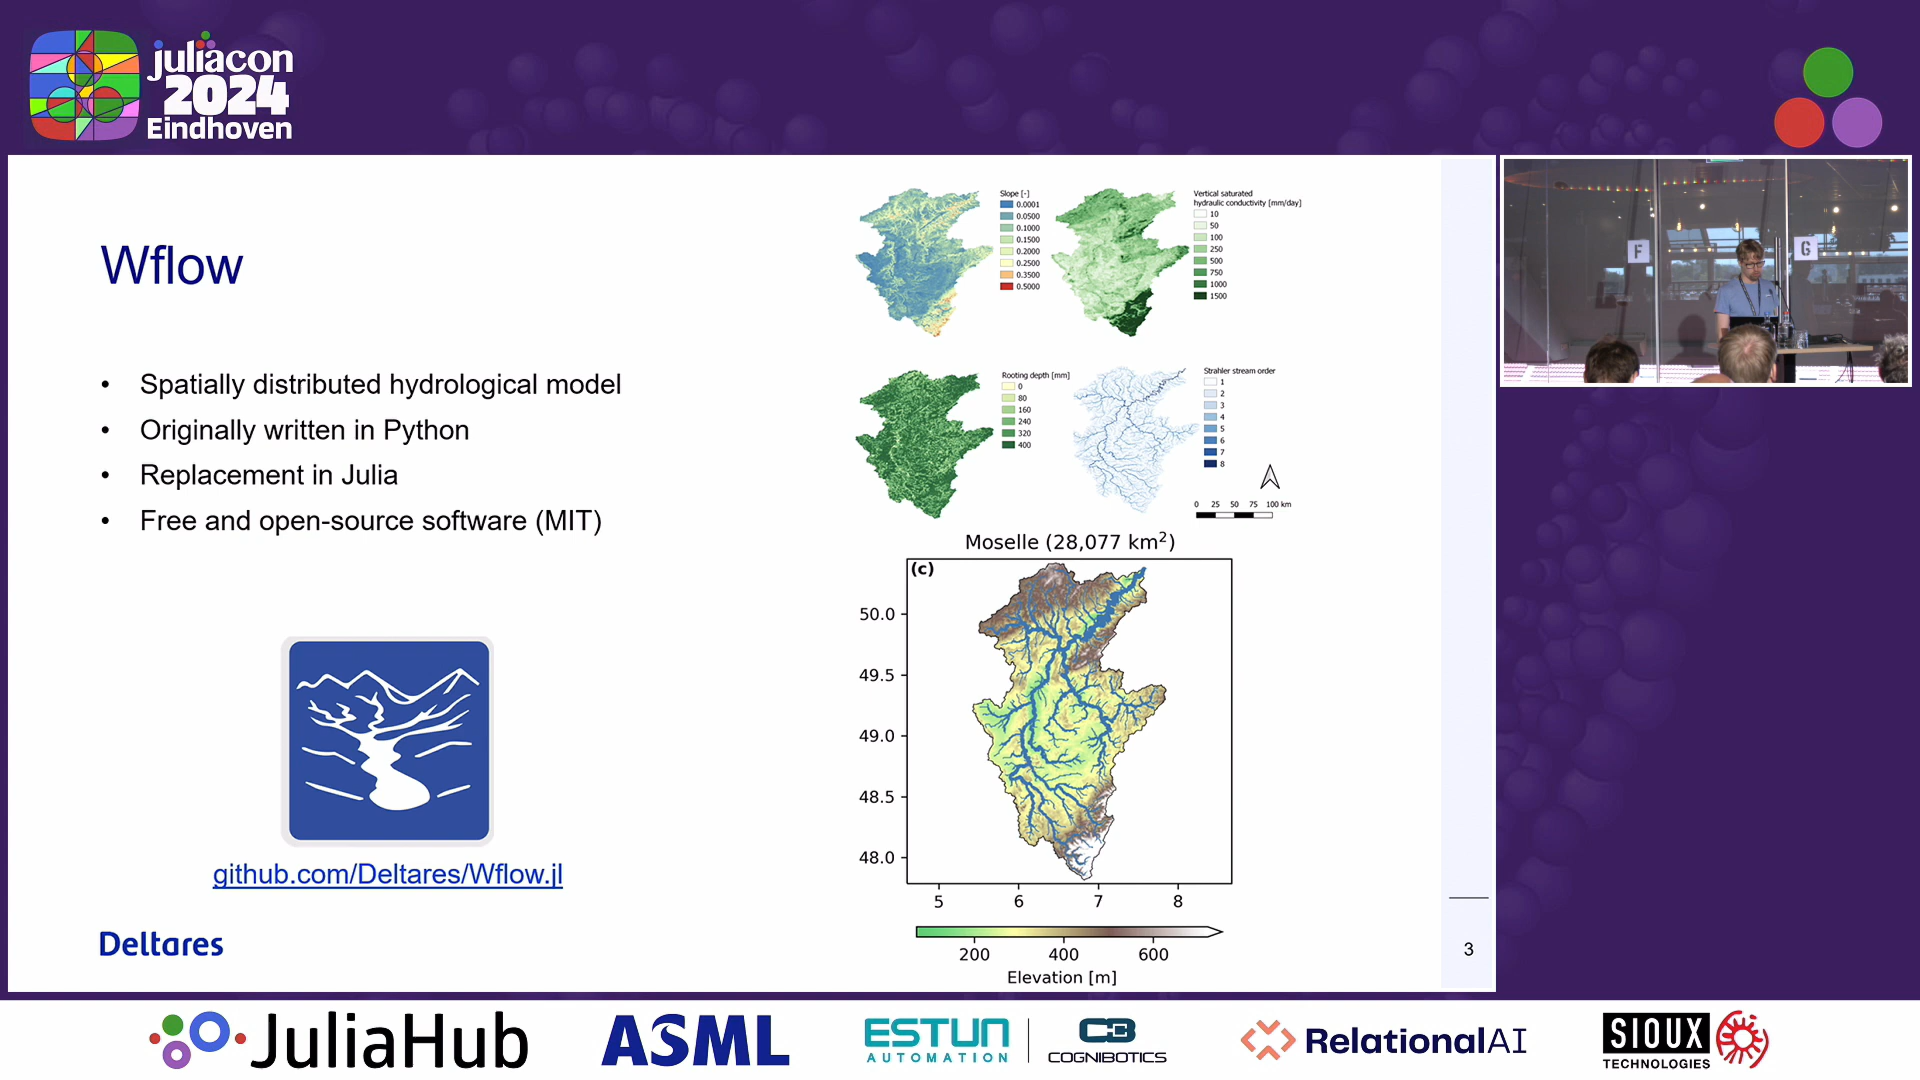 juliacon
2024
Eindhoven
Wflow
• Spatially distributed hydrological model
• Originally written in Python
• Replacement in Julia
• Free and open-source software (MIT)
github.com/Deltares/Wflow.jl
Deltares
Slope [-]
0.0001
0.0500
0.1000
0.1500
0.2000
0.2500
0.3500
0.5000
Vertical saturated
hydraulic conductivity [mm/day]
10
50
100
250
500
750
1000
1500
Rooting depth [mm]
0
80
160
240
320
400
Strahler stream order
1
2
3
4
5
6
7
8
0 25 50 75 100 km
Moselle (28,077 km²)
(c)
50.0
49.5
49.0
48.5
48.0
5 6 7 8
200 400 600
Elevation [m]
3
F
G
JuliaHub
ASML
ESTUN
AUTOMATION
COGNIBOTICS
RelationalAI
SIOUX
TECHNOLOGIES